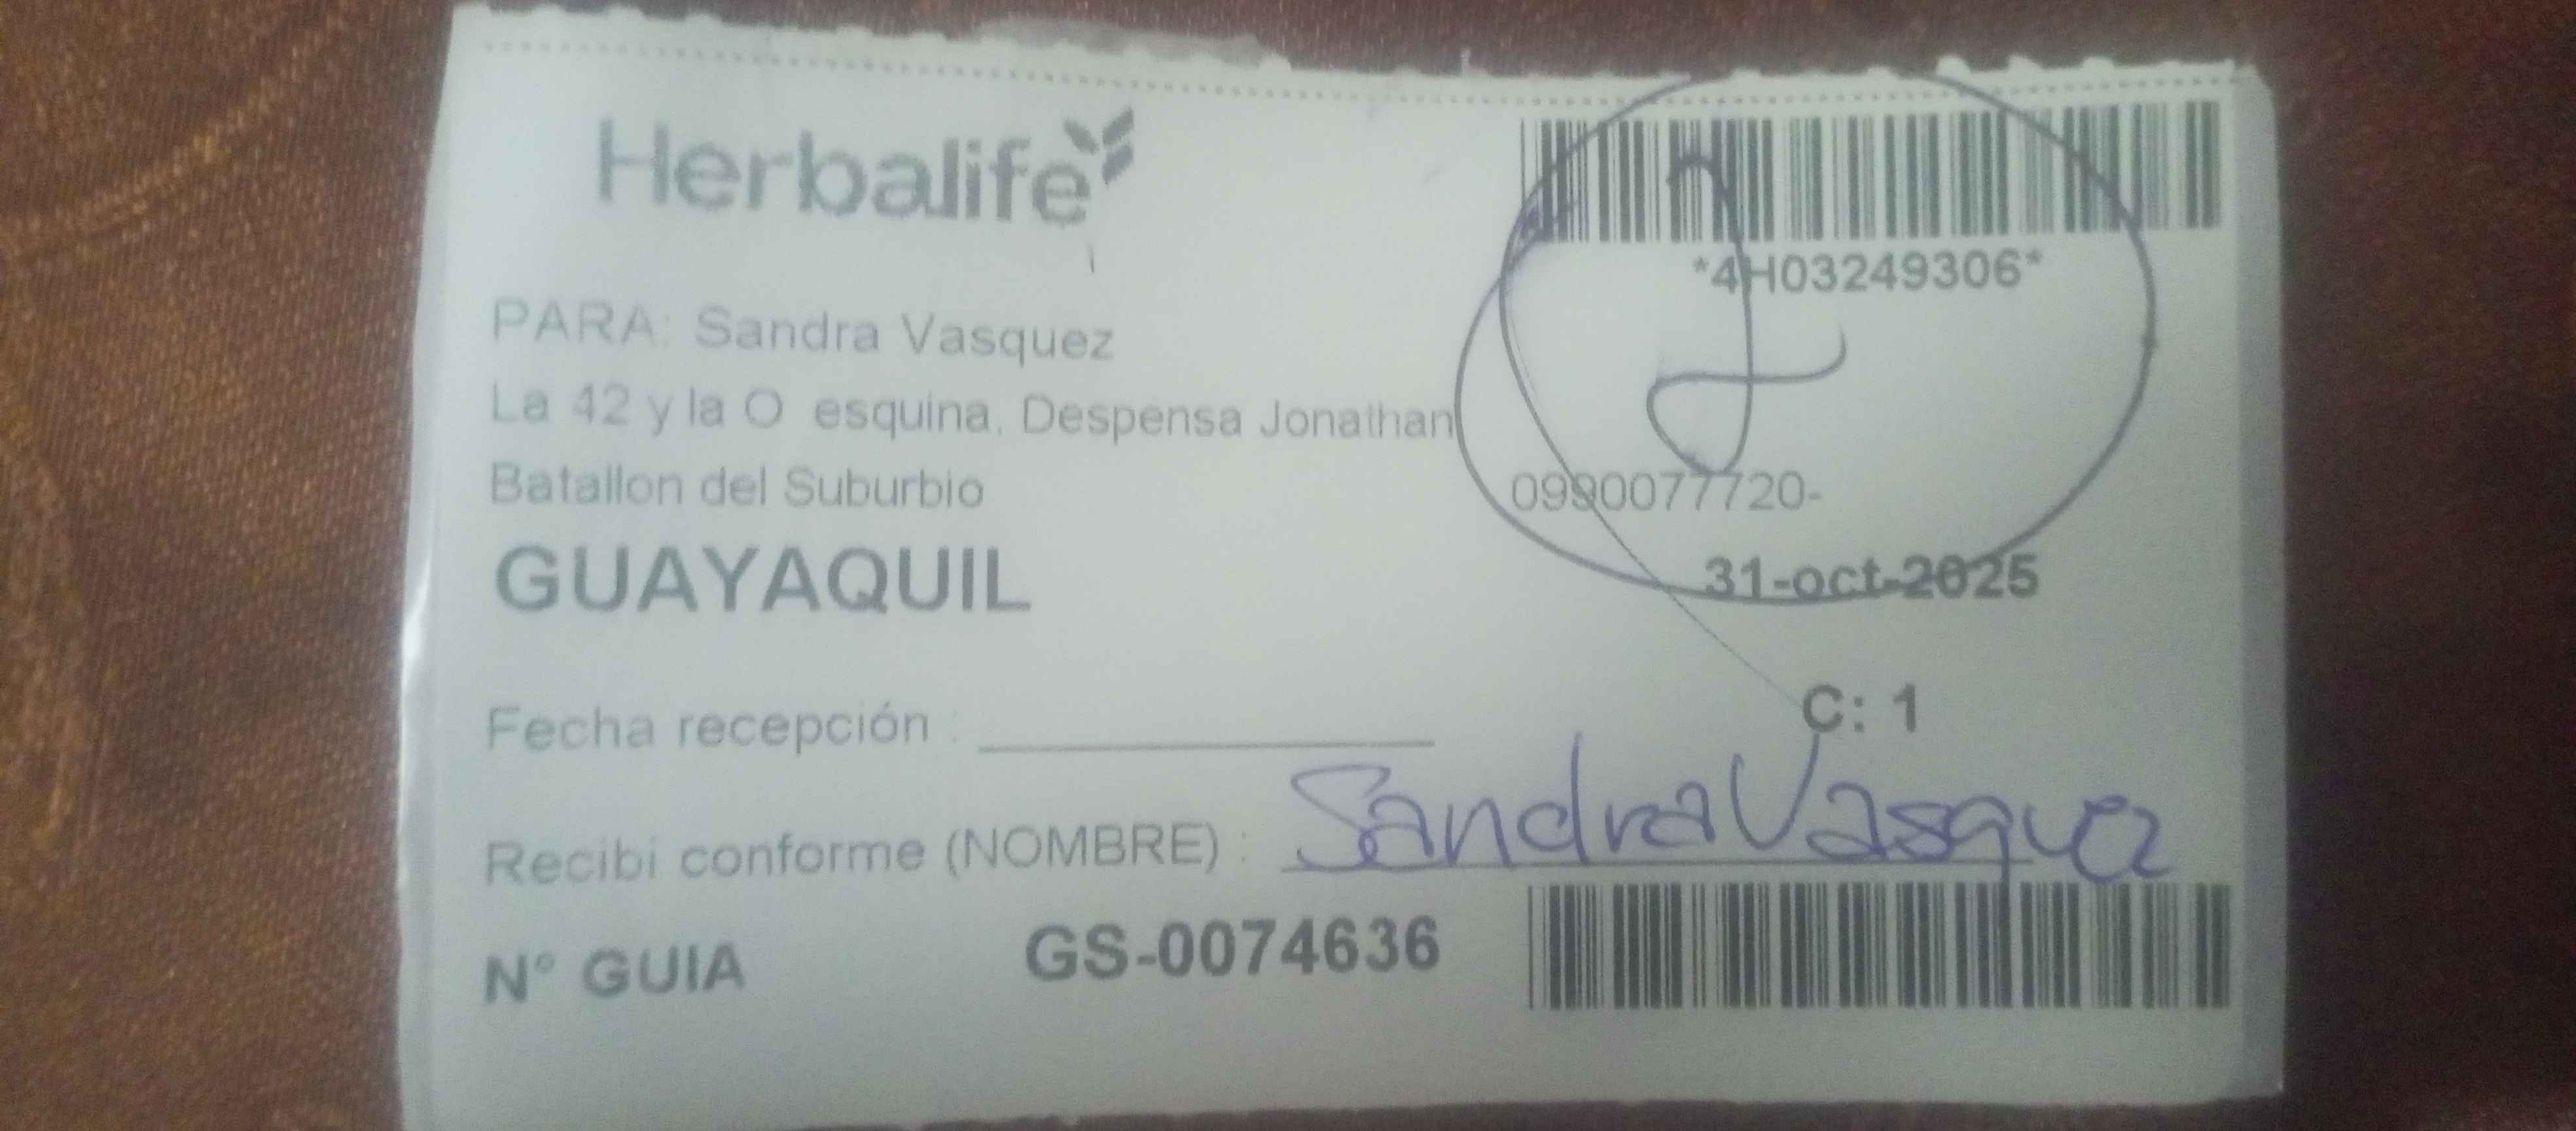 Herbalife
*4H03249306*
PARA: Sandra Vasquez
La 42 y la O esquina, Despensa Jonathan
Batallon del Suburbio
0990077720-
GUAYAQUIL
31-oct-2025
C: 1
Fecha recepción :
Recibi conforme (NOMBRE) : Sandra Vasquez
N° GUIA GS-0074636